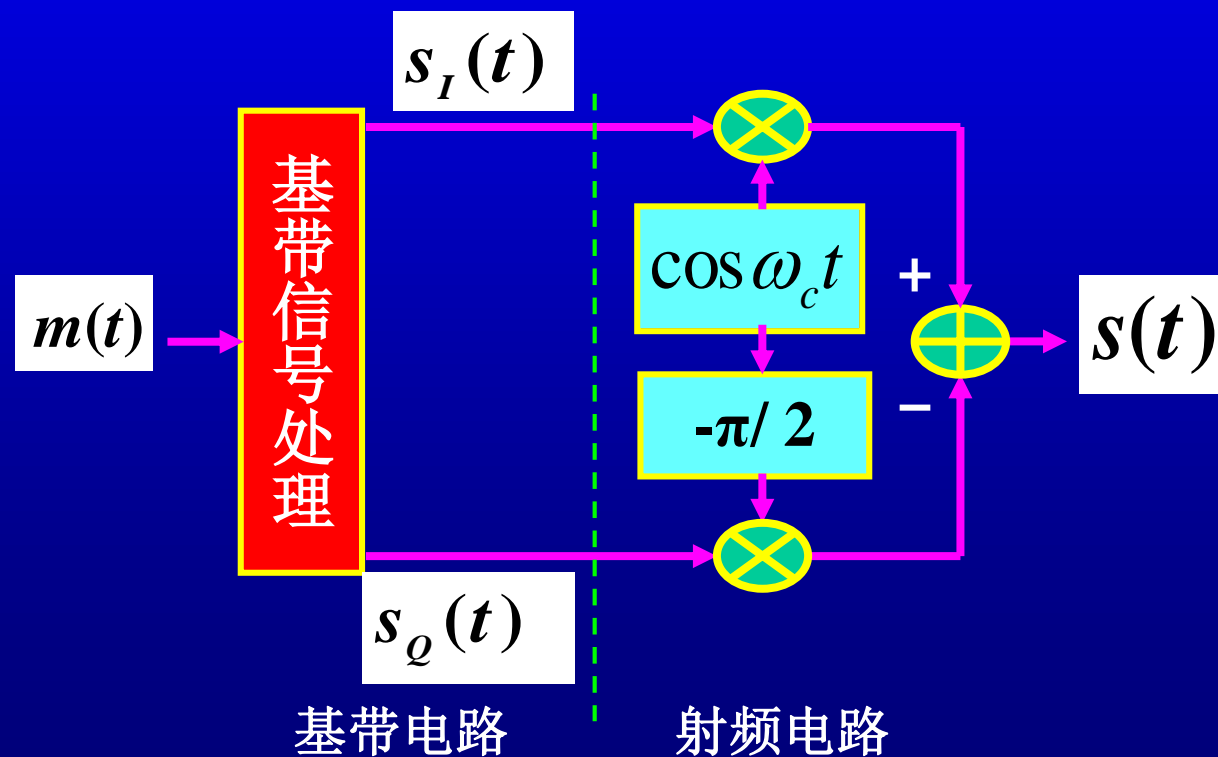 s_I(t)
基带信号处理
m(t)
cos ω_c t
+
s(t)
-π/ 2
−
s_Q(t)
基带电路
射频电路